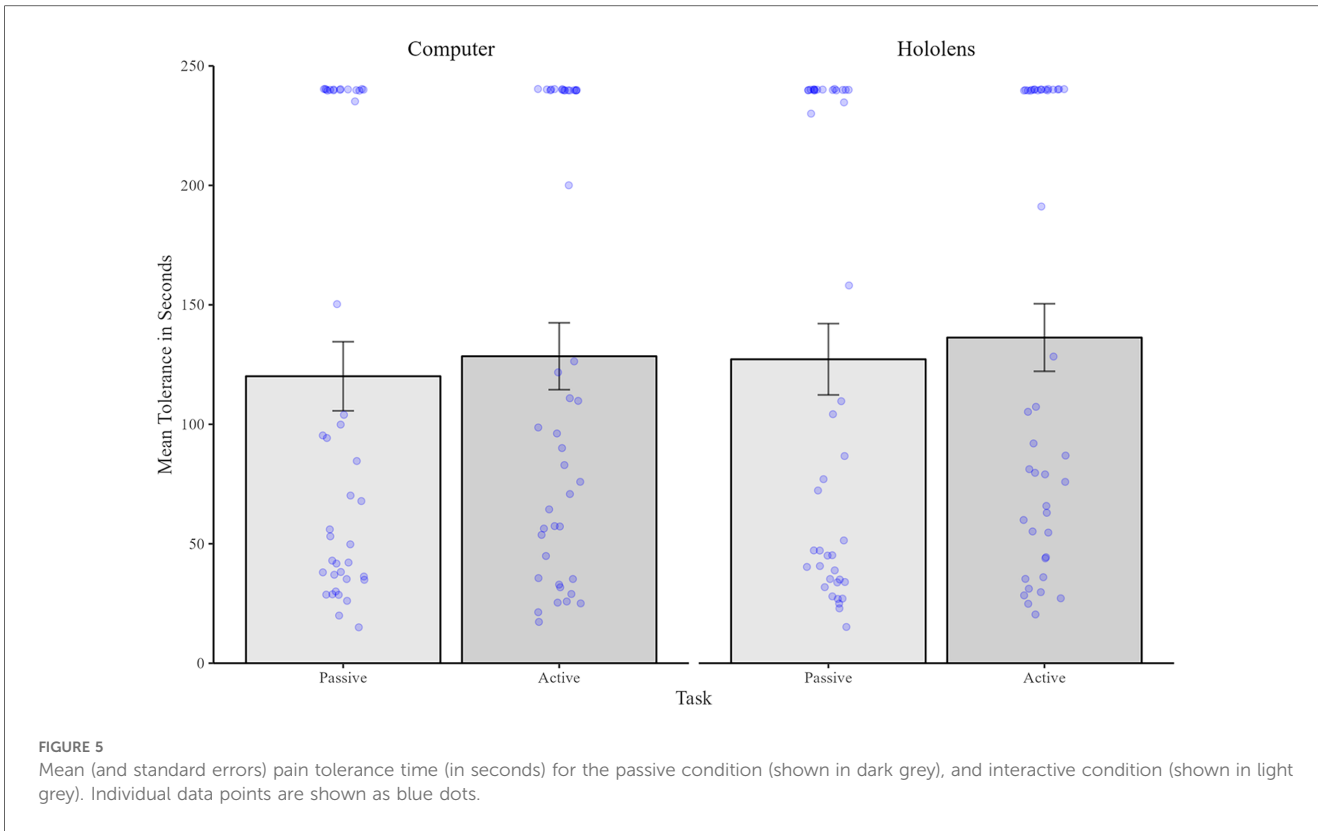 Computer
Hololens
250
200
150
100
50
0
Mean Tolerance in Seconds
Passive
Active
Passive
Active
Task
FIGURE 5
Mean (and standard errors) pain tolerance time (in seconds) for the passive condition (shown in dark grey), and interactive condition (shown in light
grey). Individual data points are shown as blue dots.